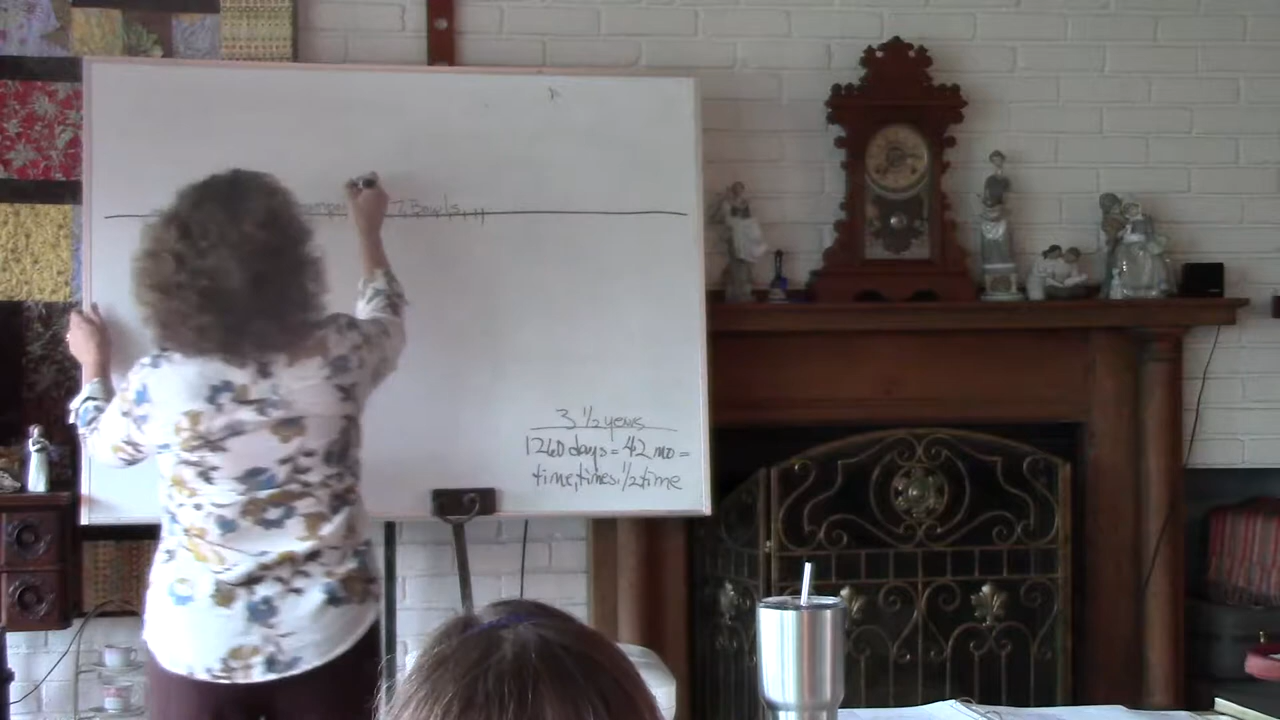 7 Bowls
3 1/2 years
1260 days = 42 mo =
time, times, 1/2 time